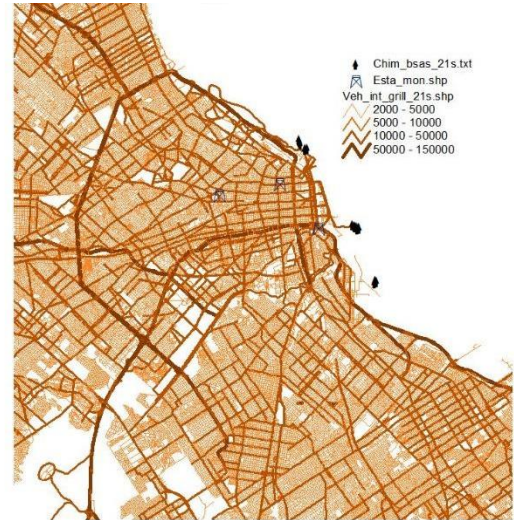 Chim_bsas_21s.txt
Esta_mon.shp
Veh_int_grill_21s.shp
2000 - 5000
5000 - 10000
10000 - 50000
50000 - 150000